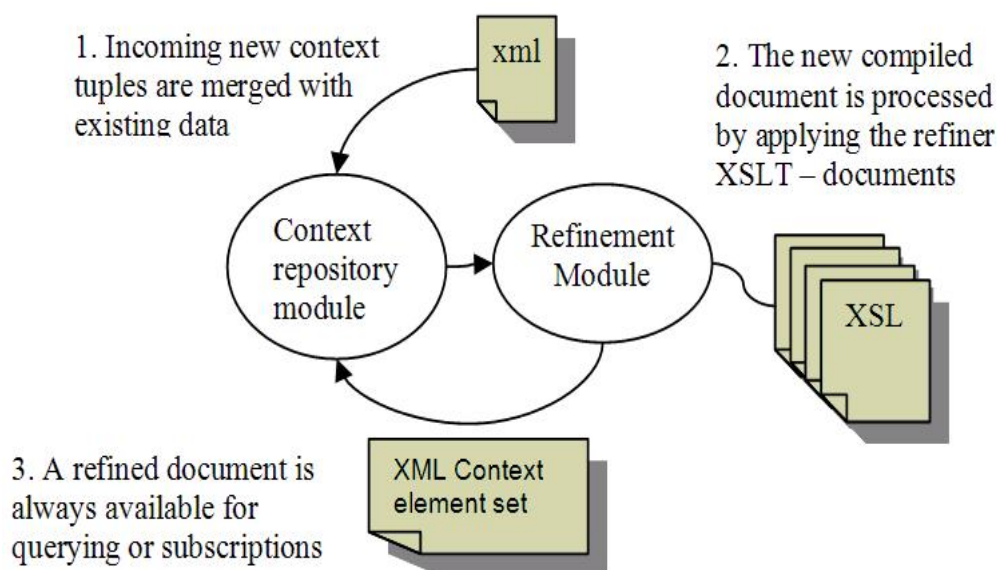 1. Incoming new context
tuples are merged with
existing data
xml
2. The new compiled
document is processed
by applying the refiner
XSLT – documents
Context
repository
module
Refinement
Module
XSL
3. A refined document is
always available for
querying or subscriptions
XML Context
element set